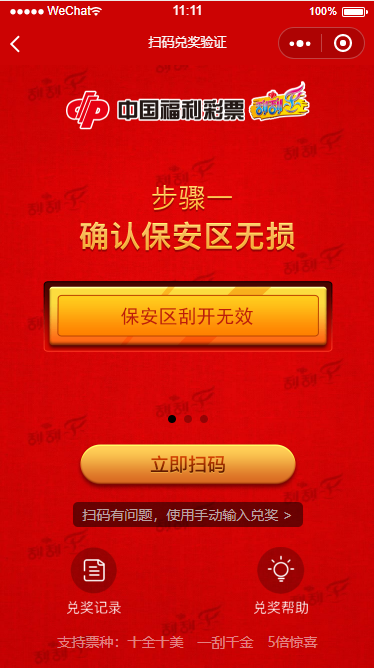 WeChat
11:11
100%
扫码兑奖验证
中国福利彩票 刮刮乐
步骤一
确认保安区无损
保安区刮开无效
立即扫码
扫码有问题，使用手动输入兑奖 >
兑奖记录
兑奖帮助
支持票种：十全十美 一刮千金 5倍惊喜